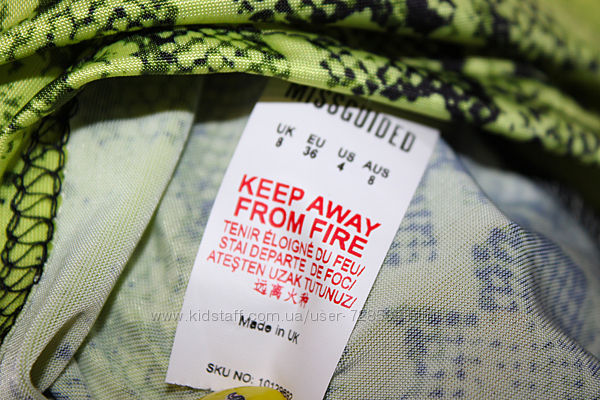 MISSGUIDED
UK EU US AUS
8 36 4 8
KEEP AWAY
FROM FIRE
TENIR ÉLOIGNÉ DU FEU/
STAI DEPARTE DE FOC/
ATEŞTEN UZAK TUTUNUZ/
远离火种
www.kidstaff.com.ua/user-
Made in UK
SKU NO: